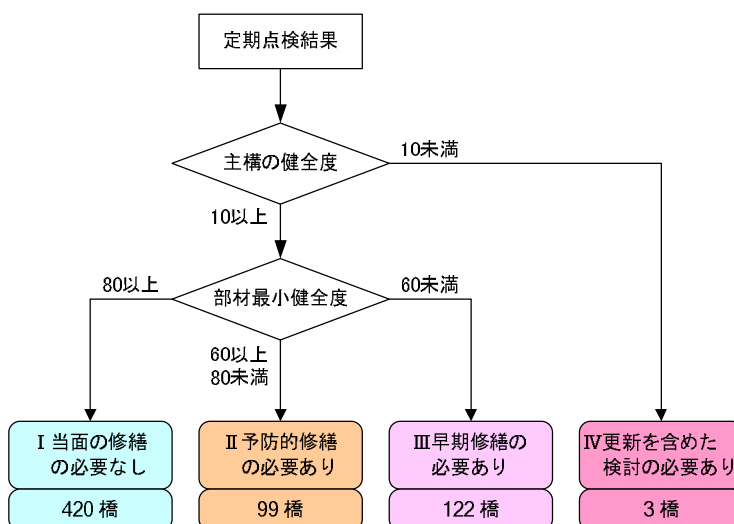 定期点検結果
主構の健全度
10未満
10以上
80以上
部材最小健全度
60未満
60以上
80未満
Ⅰ当面の修繕
の必要なし
420橋
Ⅱ予防的修繕
の必要あり
99橋
Ⅲ早期修繕の
必要あり
122橋
Ⅳ更新を含めた
検討の必要あり
3橋